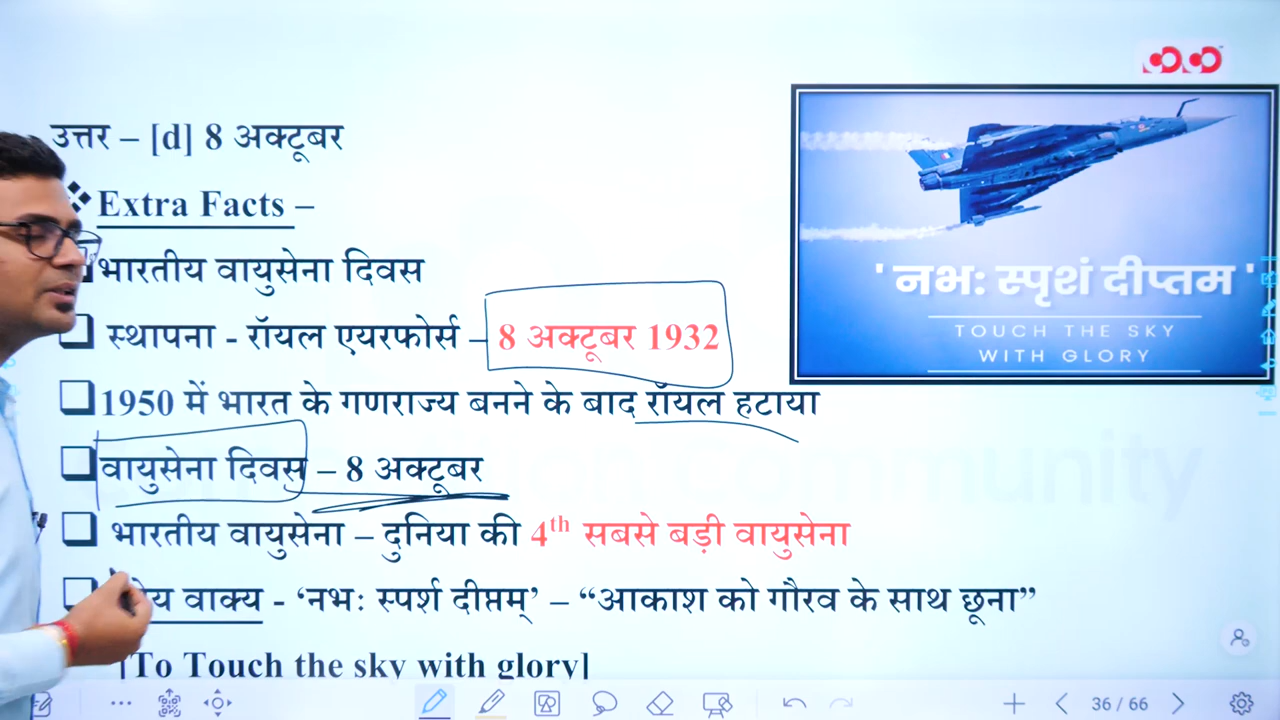 उत्तर – [d] 8 अक्टूबर
Extra Facts –
भारतीय वायुसेना दिवस
स्थापना - रॉयल एयरफोर्स – 8 अक्टूबर 1932
1950 में भारत के गणराज्य बनने के बाद रॉयल हटाया
वायुसेना दिवस – 8 अक्टूबर
भारतीय वायुसेना – दुनिया की 4th सबसे बड़ी वायुसेना
वाक्य - ‘नभः स्पर्श दीप्तम्’ – “आकाश को गौरव के साथ छूना”
[To Touch the sky with glory]
' नभः स्पृशं दीप्तम '
TOUCH THE SKY
WITH GLORY
36 / 66